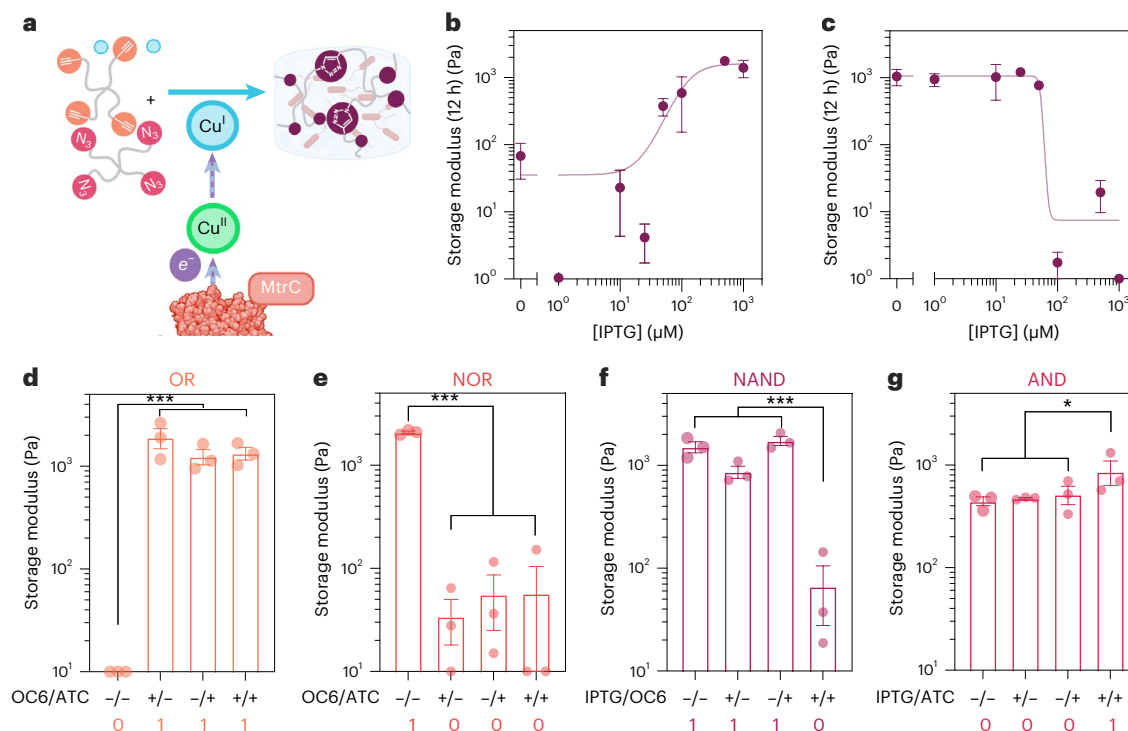 a
+
Cu^I
Cu^II
e−
MtrC
N3
N3
N3
N3
N=N
N=N
b
Storage modulus (12 h) (Pa)
10^3
10^2
10^1
10^0
0
10^0
10^1
10^2
10^3
[IPTG] (µM)
c
Storage modulus (12 h) (Pa)
10^3
10^2
10^1
10^0
0
10^0
10^1
10^2
10^3
[IPTG] (µM)
d
OR
***
Storage modulus (Pa)
10^3
10^2
10^1
OC6/ATC −/− +/− −/+ +/+
0 1 1 1
e
NOR
***
Storage modulus (Pa)
10^3
10^2
10^1
OC6/ATC −/− +/− −/+ +/+
1 0 0 0
f
NAND
***
Storage modulus (Pa)
10^3
10^2
10^1
IPTG/OC6 −/− +/− −/+ +/+
1 1 1 0
g
AND
*
Storage modulus (Pa)
10^3
10^2
10^1
IPTG/ATC −/− +/− −/+ +/+
0 0 0 1